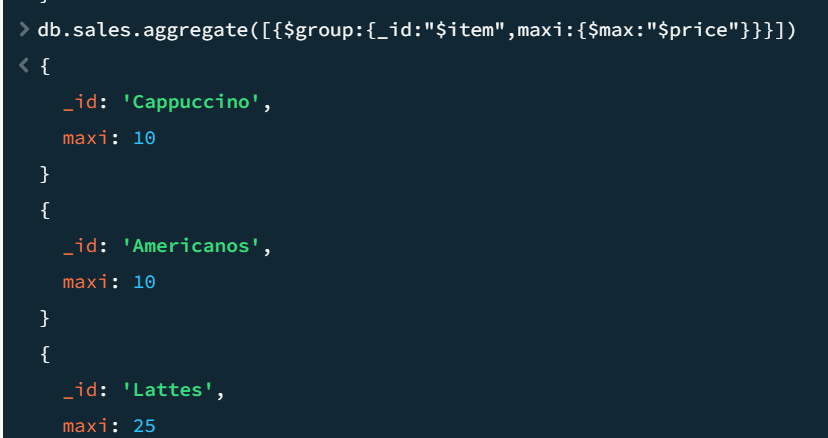 > db.sales.aggregate([{$group:{_id:"$item",maxi:{$max:"$price"}}}])
< {
_id: 'Cappuccino',
maxi: 10
}
{
_id: 'Americanos',
maxi: 10
}
{
_id: 'Lattes',
maxi: 25